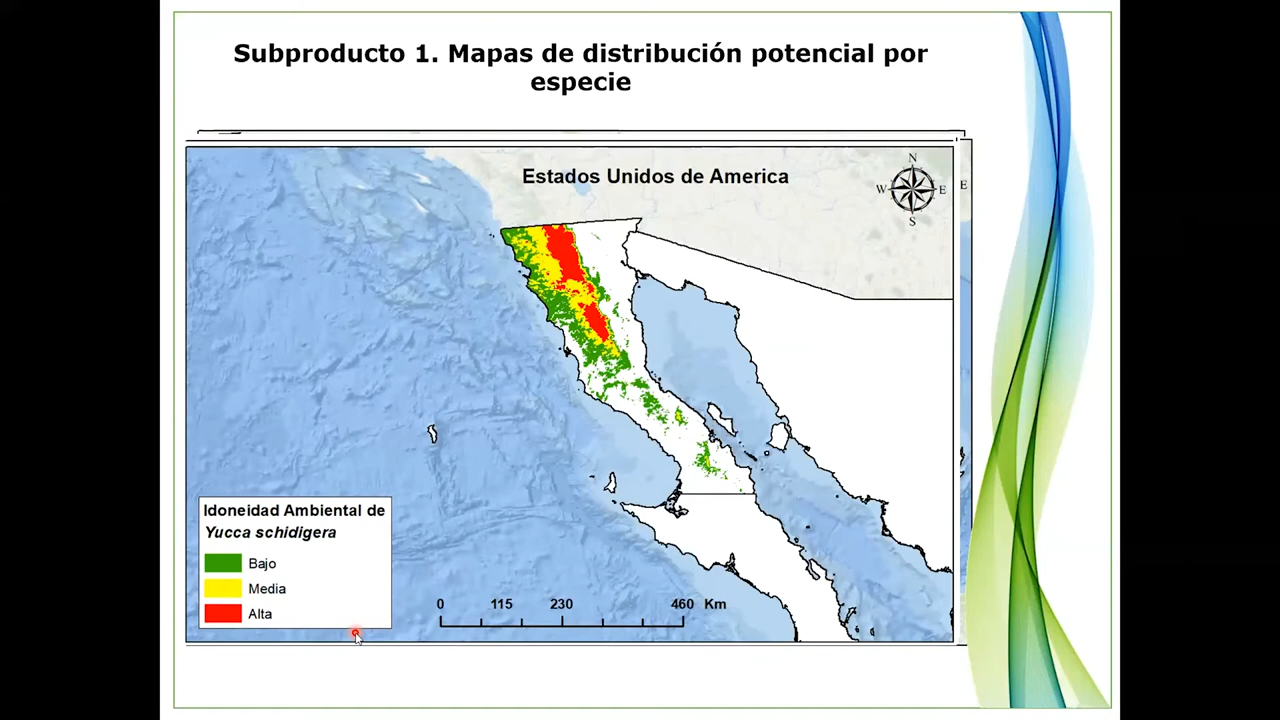 Subproducto 1. Mapas de distribución potencial por
especie
Estados Unidos de America
N
W
E
E
S
Idoneidad Ambiental de
Yucca schidigera
Bajo
Media
Alta
0 115 230 460 Km